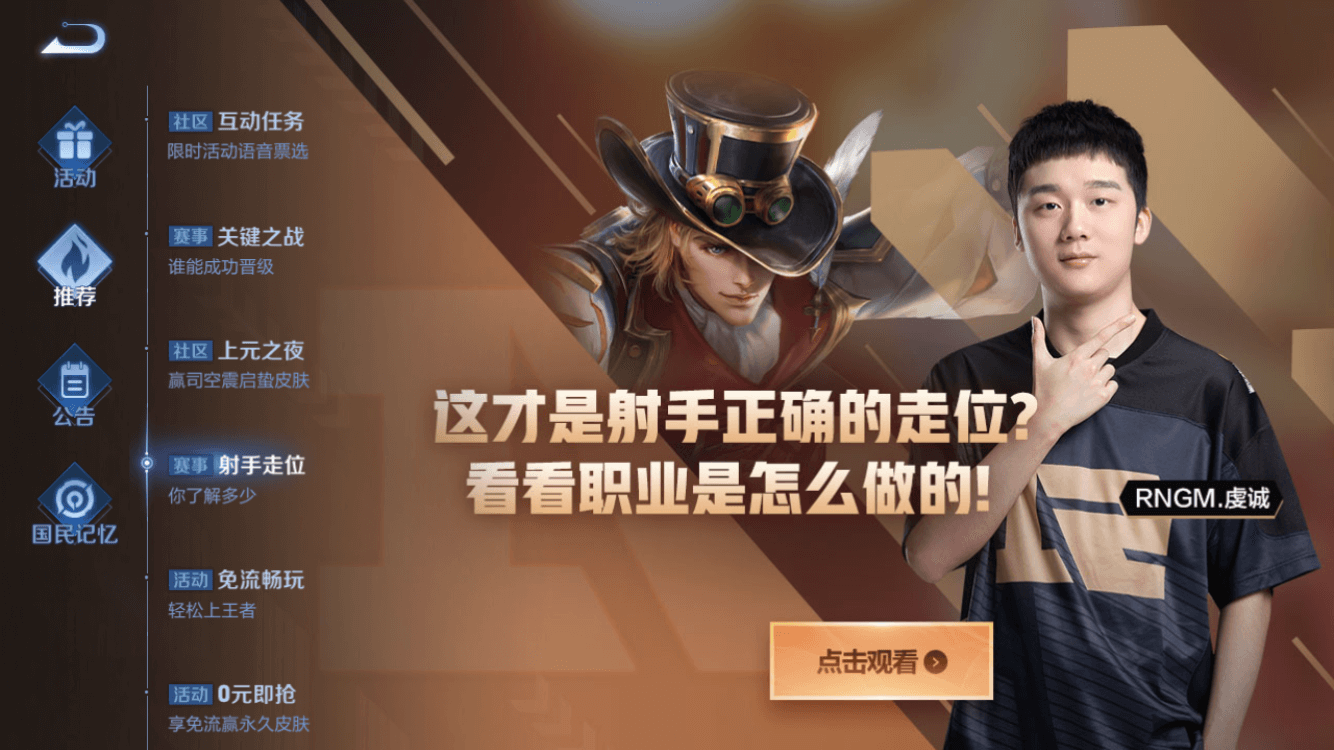 活动
推荐
公告
国民记忆
社区 互动任务
限时活动语音票选
赛事 关键之战
谁能成功晋级
社区 上元之夜
赢司空震启蛰皮肤
赛事 射手走位
你了解多少
活动 免流畅玩
轻松上王者
活动 0元即抢
享免流赢永久皮肤
这才是射手正确的走位?
看看职业是怎么做的!
RNGM.虔诚
点击观看